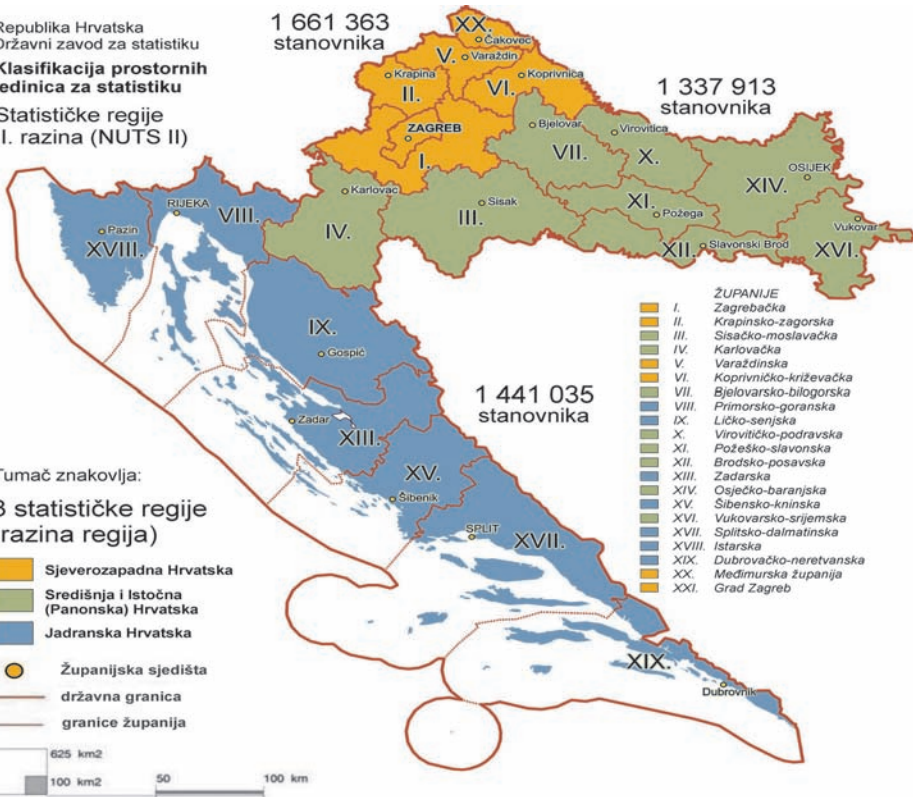 Republika Hrvatska
Državni zavod za statistiku
Klasifikacija prostornih
jedinica za statistiku
Statističke regije
II. razina (NUTS II)
1 661 363
stanovnika
1 337 913
stanovnika
1 441 035
stanovnika
XX.
Čakovec
V.
Varaždin
Krapina
II.
VI.
Koprivnica
ZAGREB
I.
Bjelovar
VII.
Virovitica
X.
OSIJEK
XIV.
Karlovac
IV.
Sisak
III.
XI.
Požega
Vukovar
XII.
Slavonski Brod
XVI.
RIJEKA
VIII.
Pazin
XVIII.
IX.
Gospić
Zadar
XIII.
XV.
Šibenik
SPLIT
XVII.
XIX.
Dubrovnik
ŽUPANIJE
I. Zagrebačka
II. Krapinsko-zagorska
III. Sisačko-moslavačka
IV. Karlovačka
V. Varaždinska
VI. Koprivničko-križevačka
VII. Bjelovarsko-bilogorska
VIII. Primorsko-goranska
IX. Ličko-senjska
X. Virovitičko-podravska
XI. Požeško-slavonska
XII. Brodsko-posavska
XIII. Zadarska
XIV. Osječko-baranjska
XV. Šibensko-kninska
XVI. Vukovarsko-srijemska
XVII. Splitsko-dalmatinska
XVIII. Istarska
XIX. Dubrovačko-neretvanska
XX. Međimurska županija
XXI. Grad Zagreb
Tumač znakovlja:
3 statističke regije
(razina regija)
Sjeverozapadna Hrvatska
Središnja i Istočna
(Panonska) Hrvatska
Jadranska Hrvatska
Županijska sjedišta
državna granica
granice županija
625 km2
100 km2
50
100 km